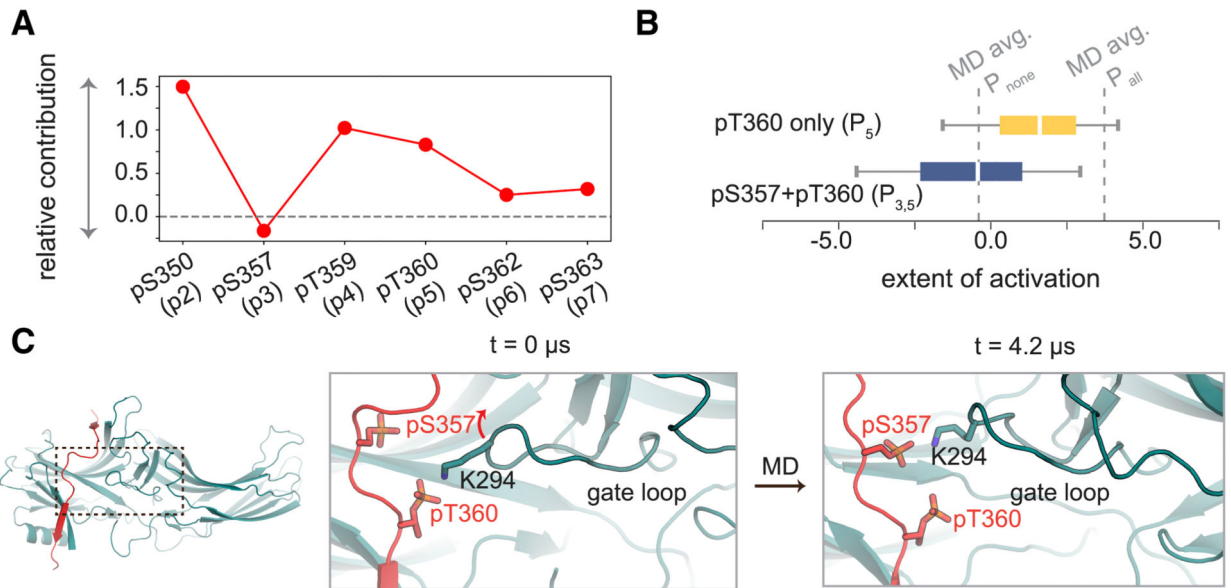 A
relative contribution
1.5
1.0
0.5
0.0
pS350
(p2)
pS357
(p3)
pT359
(p4)
pT360
(p5)
pS362
(p6)
pS363
(p7)
B
MD avg.
P none
MD avg.
P all
pT360 only (P5)
pS357+pT360 (P3,5)
-5.0
0.0
5.0
extent of activation
C
t = 0 μs
pS357
K294
pT360
gate loop
MD
t = 4.2 μs
pS357
K294
gate loop
pT360